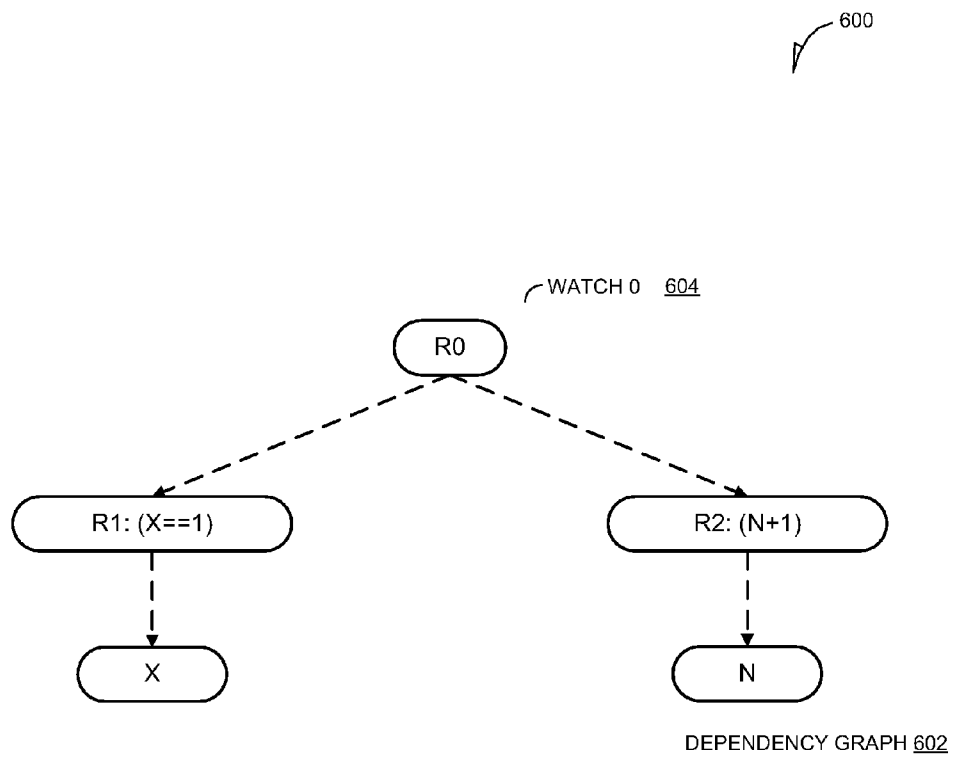 600
WATCH 0 604
R0
R1: (X==1)
R2: (N+1)
X
N
DEPENDENCY GRAPH 602